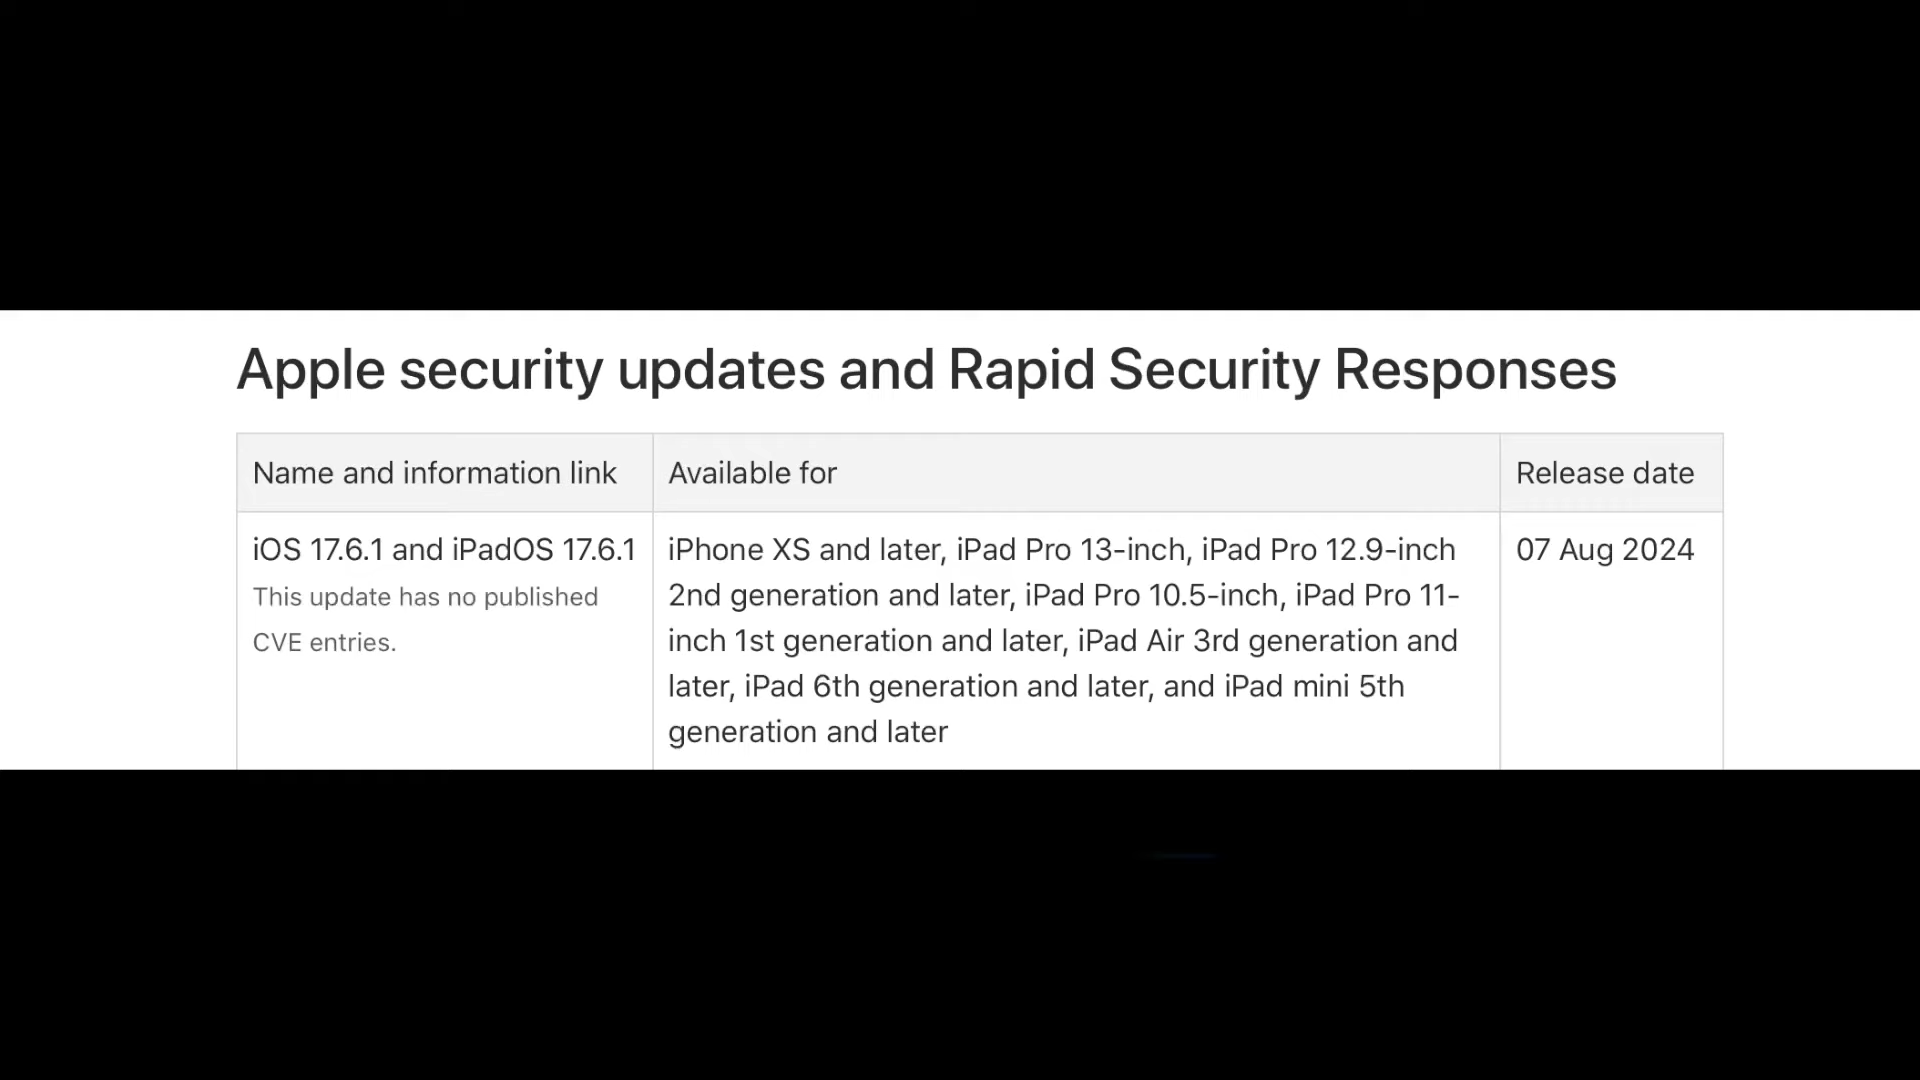 Apple security updates and Rapid Security Responses
Name and information link
Available for
Release date
iOS 17.6.1 and iPadOS 17.6.1
This update has no published
CVE entries.
iPhone XS and later, iPad Pro 13-inch, iPad Pro 12.9-inch
2nd generation and later, iPad Pro 10.5-inch, iPad Pro 11-
inch 1st generation and later, iPad Air 3rd generation and
later, iPad 6th generation and later, and iPad mini 5th
generation and later
07 Aug 2024